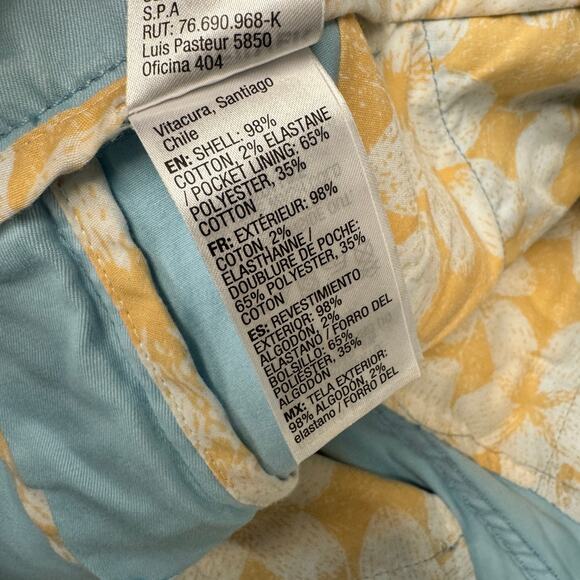 S.P.A
RUT: 76.690.968-K
Luis Pasteur 5850
Oficina 404
Vitacura, Santiago
Chile
EN: SHELL: 98%
COTTON, 2% ELASTANE
/ POCKET LINING: 65%
POLYESTER, 35%
COTTON
FR: EXTÉRIEUR: 98%
COTON, 2%
ELASTHANNE /
DOUBLURE DE POCHE:
65% POLYESTER, 35%
COTON
ES: REVESTIMIENTO
EXTERIOR: 98%
ALGODÓN, 2%
ELASTANO / FORRO DEL
BOLSILLO: 65%
POLIÉSTER, 35%
ALGODÓN
MX: TELA EXTERIOR:
98% ALGODÓN, 2%
elastano / FORRO DEL